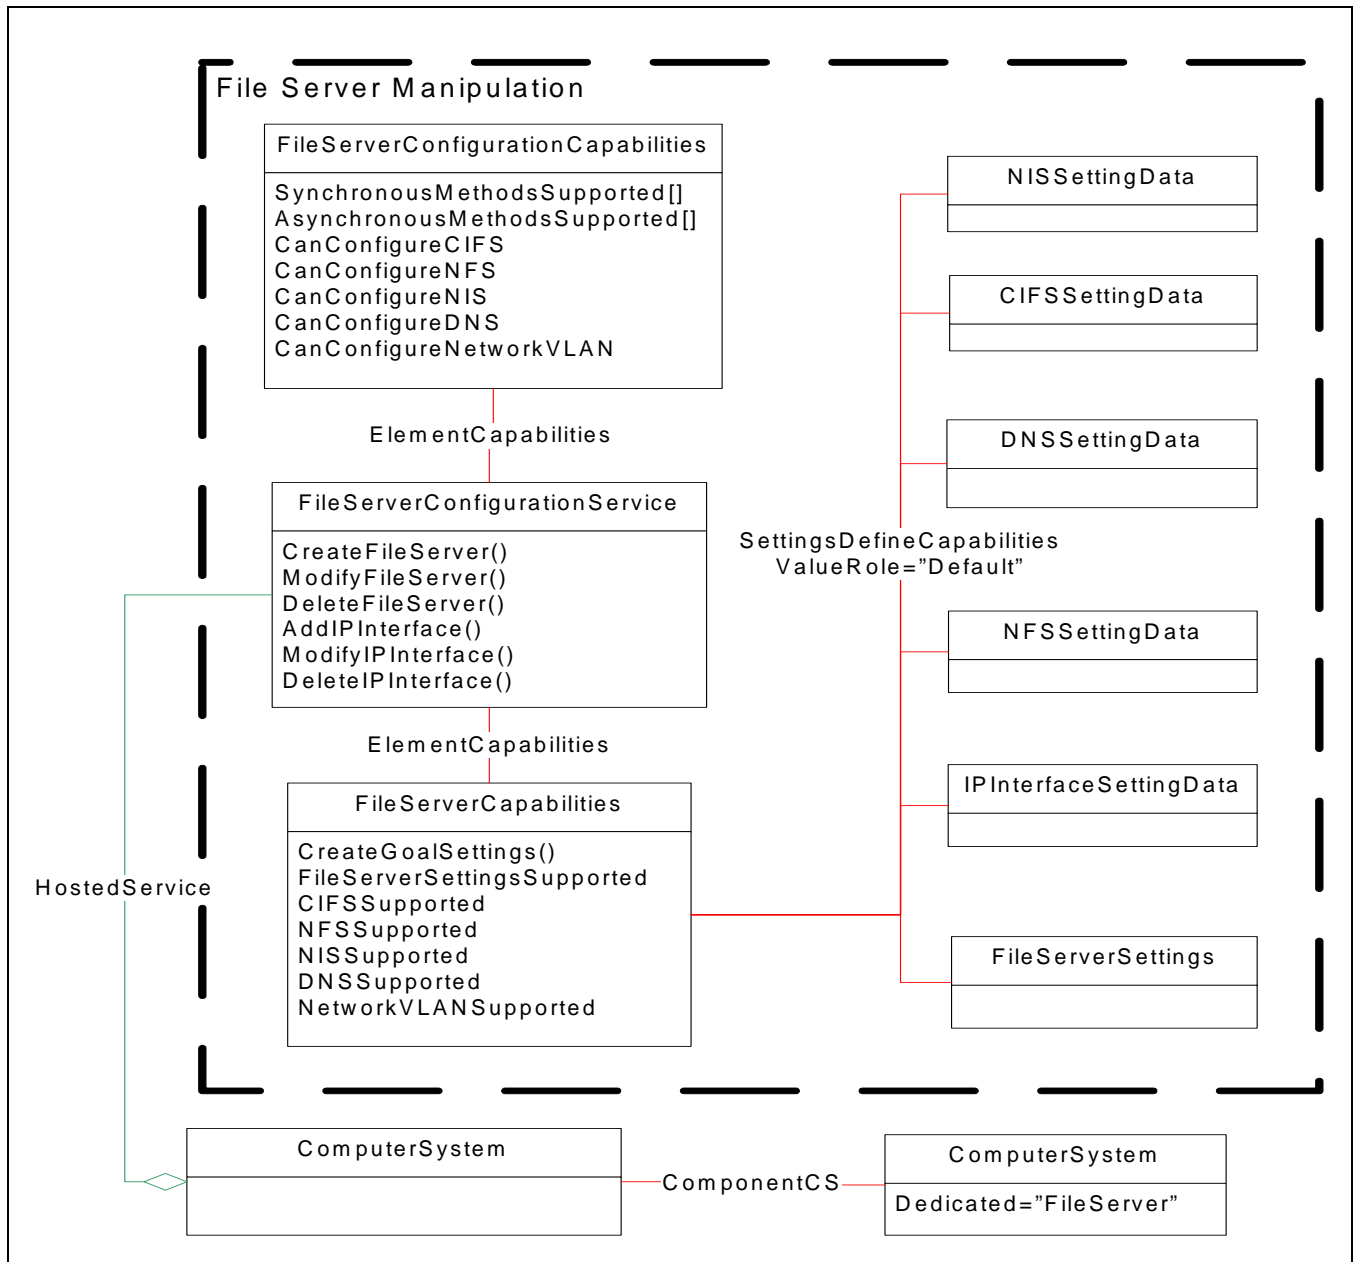 File Server Manipulation
FileServerConfigurationCapabilities
SynchronousMethodsSupported[]
AsynchronousMethodsSupported[]
CanConfigureCIFS
CanConfigureNFS
CanConfigureNIS
CanConfigureDNS
CanConfigureNetworkVLAN
ElementCapabilities
FileServerConfigurationService
CreateFileServer()
ModifyFileServer()
DeleteFileServer()
AddIPInterface()
ModifyIPInterface()
DeleteIPInterface()
ElementCapabilities
FileServerCapabilities
CreateGoalSettings()
FileServerSettingsSupported
CIFSSupported
NFSSupported
NISSupported
DNSSupported
NetworkVLANSupported
HostedService
SettingsDefineCapabilities
ValueRole=”Default”
NISSettingData
CIFSSettingData
DNSSettingData
NFSSettingData
IPInterfaceSettingData
FileServerSettings
ComputerSystem
ComponentCS
ComputerSystem
Dedicated=”FileServer”